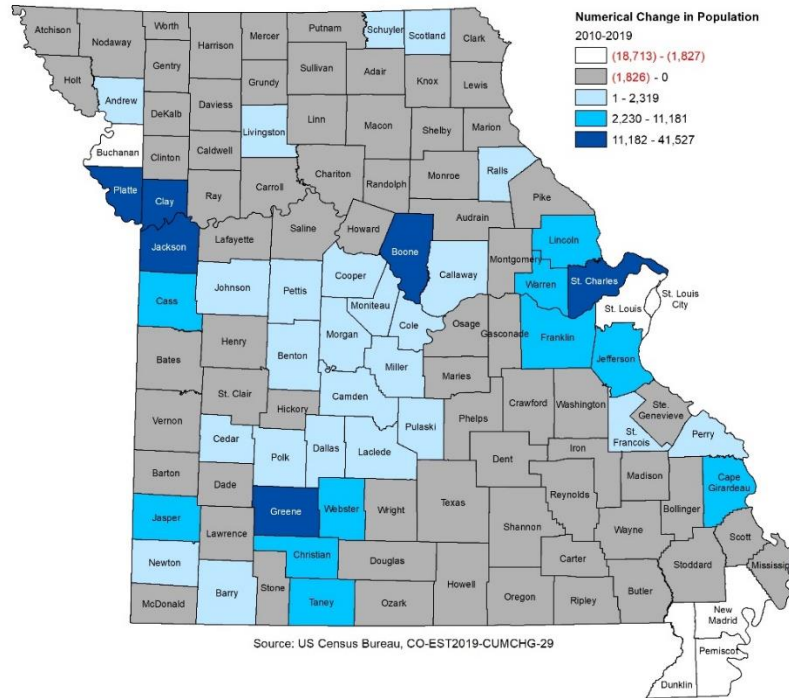 Numerical Change in Population
2010-2019
(18,713) - (1,827)
(1,826) - 0
1 - 2,319
2,230 - 11,181
11,182 - 41,527
Atchison
Nodaway
Worth
Harrison
Mercer
Putnam
Schuyler
Scotland
Clark
Holt
Gentry
Grundy
Sullivan
Adair
Knox
Lewis
Andrew
DeKalb
Daviess
Livingston
Linn
Macon
Shelby
Marion
Buchanan
Clinton
Caldwell
Chariton
Randolph
Monroe
Ralls
Pike
Platte
Clay
Ray
Carroll
Audrain
Jackson
Lafayette
Saline
Howard
Boone
Callaway
Montgomery
Lincoln
Warren
St. Charles
St. Louis
St. Louis
City
Cass
Johnson
Pettis
Cooper
Moniteau
Cole
Osage
Gasconade
Franklin
Jefferson
Bates
Henry
Benton
Morgan
Miller
Maries
St. Clair
Hickory
Camden
Pulaski
Phelps
Crawford
Washington
St.
Francois
Ste.
Genevieve
Perry
Vernon
Cedar
Polk
Dallas
Laclede
Dent
Iron
Madison
Cape
Girardeau
Barton
Dade
Greene
Webster
Wright
Texas
Reynolds
Bollinger
Jasper
Lawrence
Christian
Douglas
Shannon
Wayne
Scott
Mississip
Newton
Barry
Stone
Taney
Ozark
Howell
Carter
Oregon
Ripley
Butler
Stoddard
McDonald
New
Madrid
Pemiscot
Dunklin
Source: US Census Bureau, CO-EST2019-CUMCHG-29